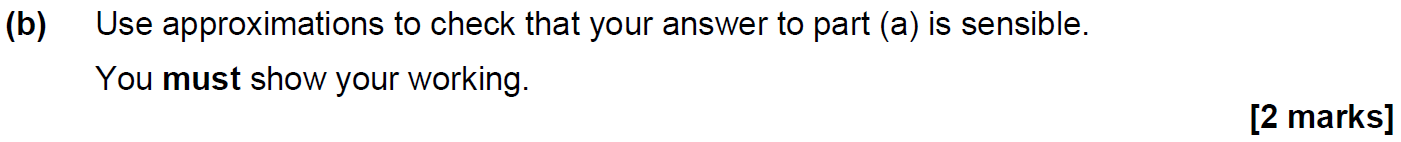 (b) Use approximations to check that your answer to part (a) is sensible.
You must show your working.
[2 marks]